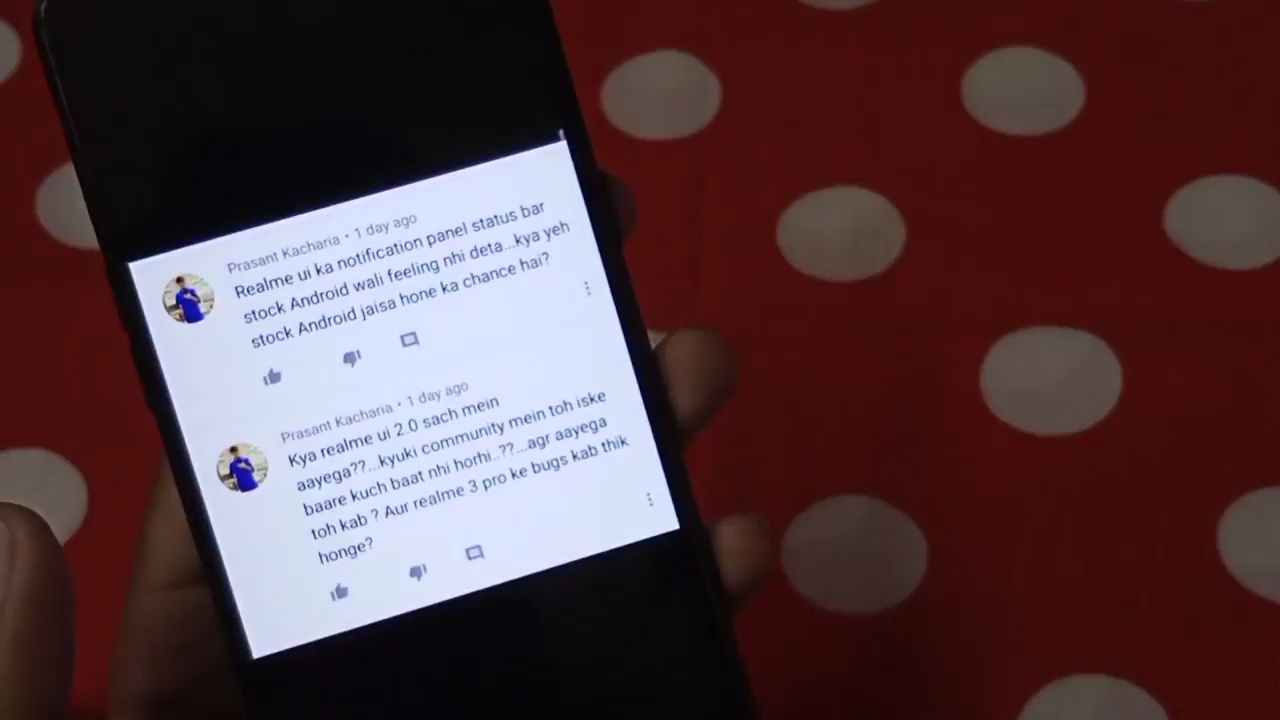 Prasant Kacharia • 1 day ago
Realme ui ka notification panel status bar
stock Android wali feeling nhi deta...kya yeh
stock Android jaisa hone ka chance hai?
Prasant Kacharia • 1 day ago
Kya realme ui 2.0 sach mein
aayega??...kyuki community mein toh iske
baare kuch baat nhi horhi..??...agr aayega
toh kab ? Aur realme 3 pro ke bugs kab thik
honge?